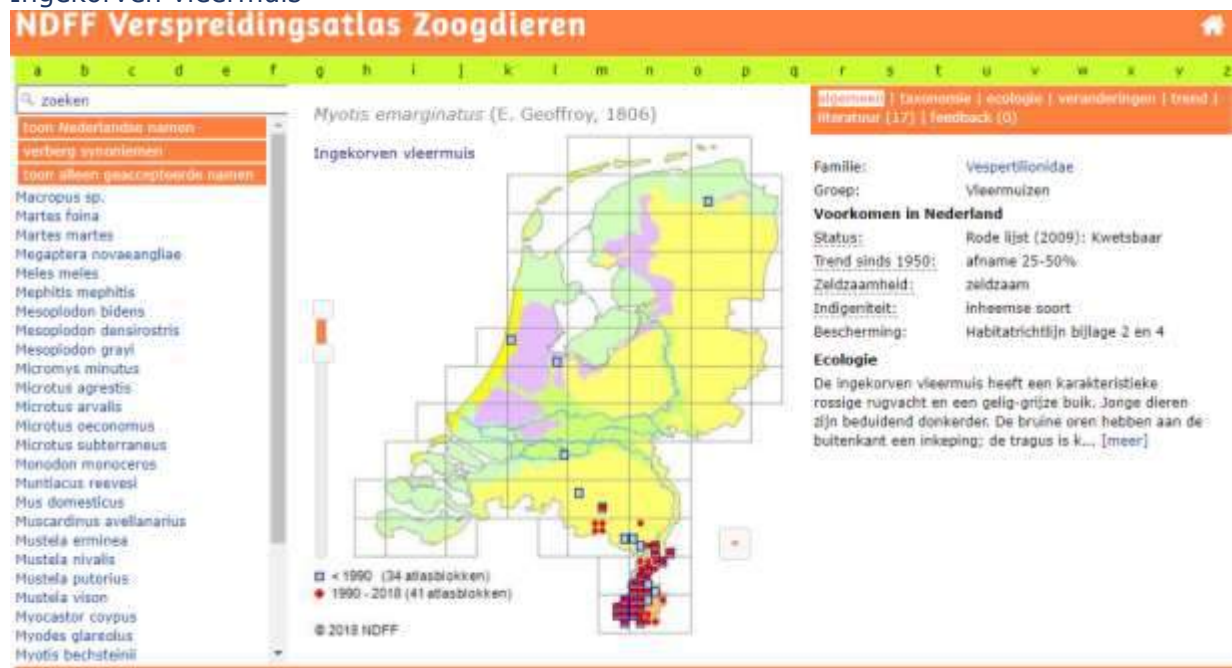 Ingekorven vleermuis
NDFF Verspreidingsatlas Zoogdieren
a b c d e f g h i j k l m n o p q r s t u v w x y z
zoeken
toon Nederlandse namen
verberg synoniemen
toon alleen geaccepteerde namen
Macropus sp.
Martes foina
Martes martes
Megaptera novaeangliae
Meles meles
Mephitis mephitis
Mesoplodon bidens
Mesoplodon densirostris
Mesoplodon grayi
Micromys minutus
Microtus agrestis
Microtus arvalis
Microtus oeconomus
Microtus subterraneus
Monodon monoceros
Muntiacus reevesi
Mus domesticus
Muscardinus avellanarius
Mustela erminea
Mustela nivalis
Mustela putorius
Mustela vison
Myocastor coypus
Myodes glareolus
Myotis bechsteinii
Myotis emarginatus (E. Geoffroy, 1806)
Ingekorven vleermuis
< 1990 (34 atlasblokken)
1990 - 2018 (41 atlasblokken)
© 2018 NDFF
algemeen | taxonomie | ecologie | veranderingen | trend |
literatuur (17) | feedback (0)
Familie: Vespertilionidae
Groep: Vleermuizen
Voorkomen in Nederland
Status: Rode lijst (2009): Kwetsbaar
Trend sinds 1950: afname 25-50%
Zeldzaamheid: zeldzaam
Indigeniteit: inheemse soort
Bescherming: Habitatrichtlijn bijlage 2 en 4
Ecologie
De ingekorven vleermuis heeft een karakteristieke
rossige rugvacht en een gelig-grijze buik. Jonge dieren
zijn beduidend donkerder. De bruine oren hebben aan de
buitenkant een inkeping; de tragus is k... [meer]